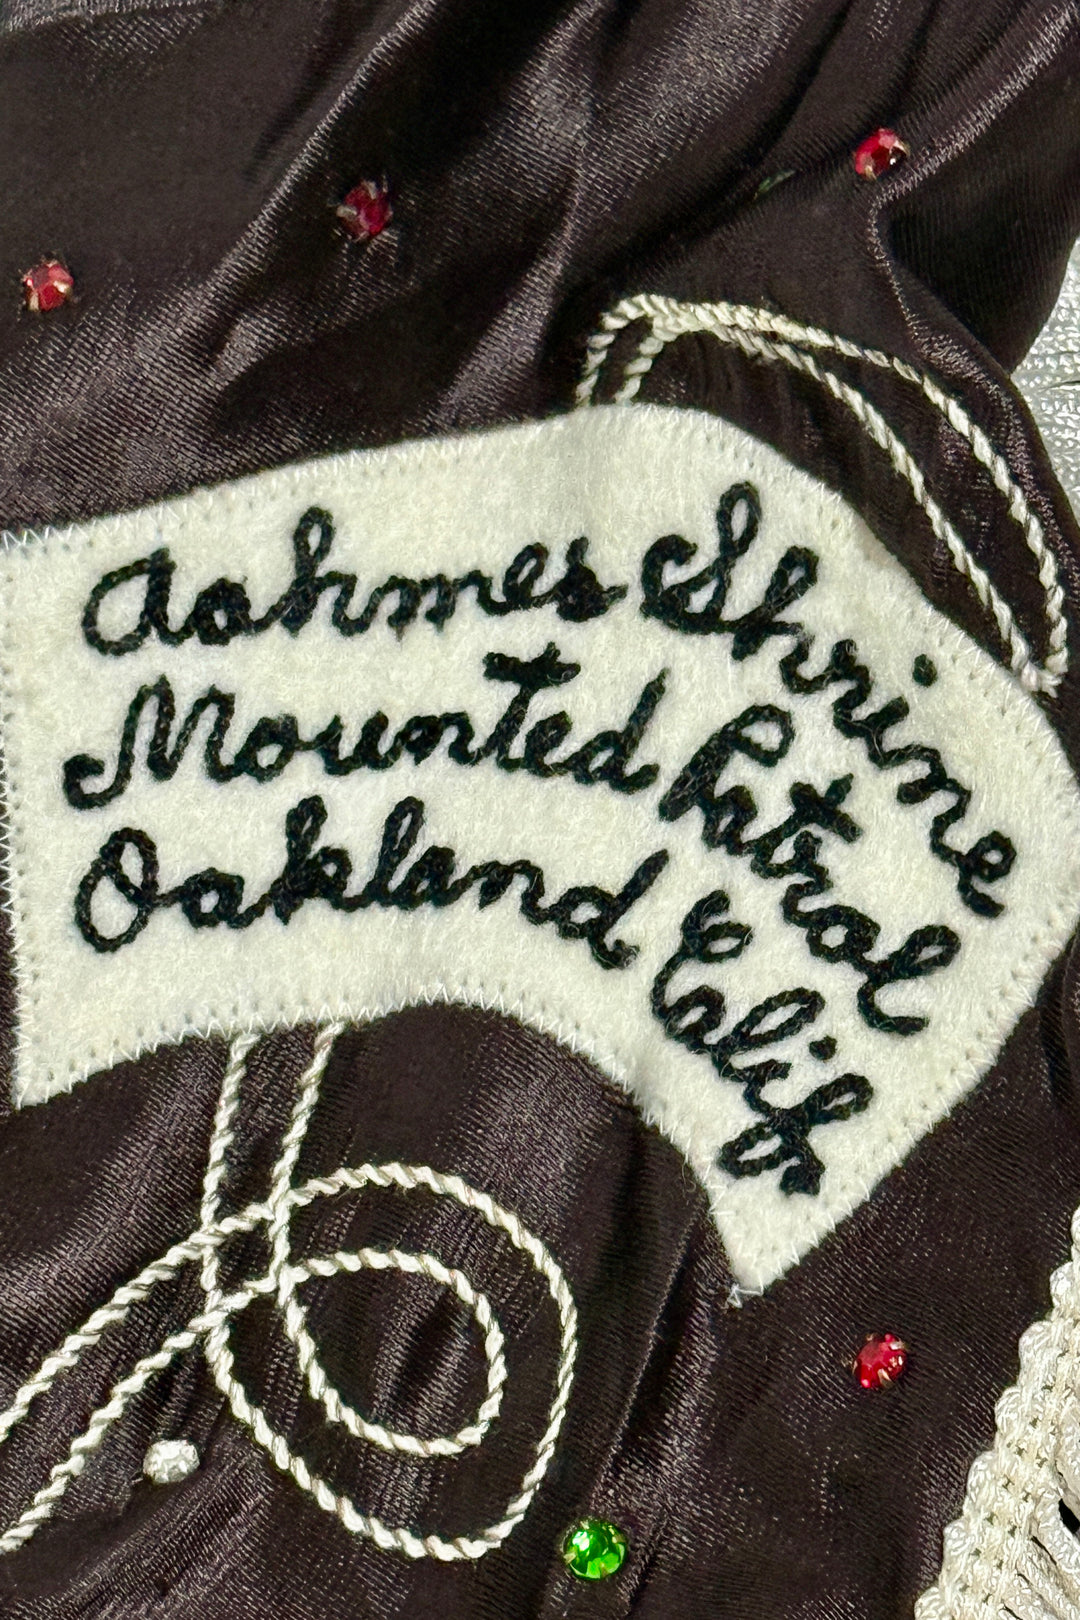 Aahmes Shrine
Mounted Patrol
Oakland Calif